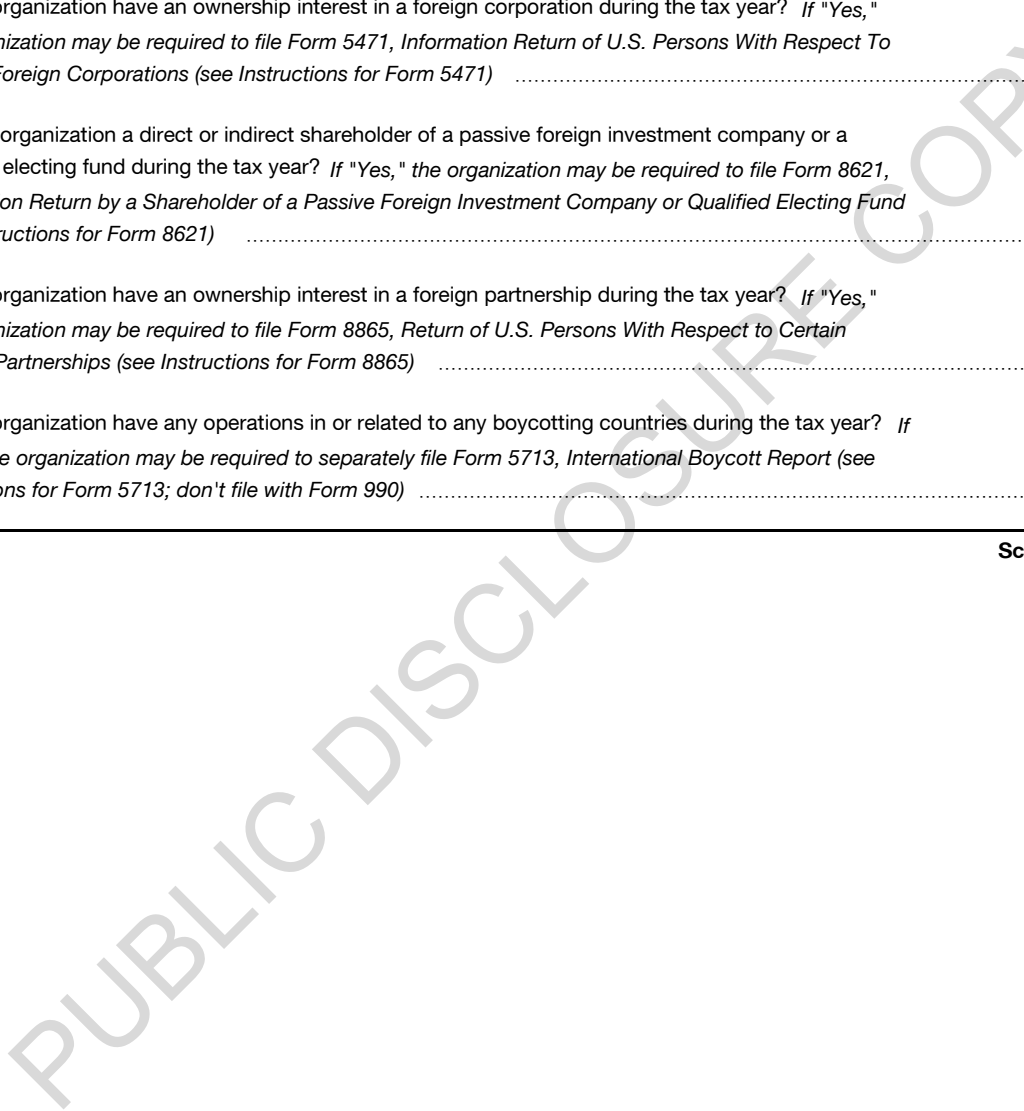 organization have an ownership interest in a foreign corporation during the tax year? If "Yes,"
nization may be required to file Form 5471, Information Return of U.S. Persons With Respect To
Foreign Corporations (see Instructions for Form 5471) ........................................
organization a direct or indirect shareholder of a passive foreign investment company or a
electing fund during the tax year? If "Yes," the organization may be required to file Form 8621,
on Return by a Shareholder of a Passive Foreign Investment Company or Qualified Electing Fund
ructions for Form 8621) ........................................
organization have an ownership interest in a foreign partnership during the tax year? If "Yes,"
nization may be required to file Form 8865, Return of U.S. Persons With Respect to Certain
Partnerships (see Instructions for Form 8865) ........................................
organization have any operations in or related to any boycotting countries during the tax year? If
e organization may be required to separately file Form 5713, International Boycott Report (see
ons for Form 5713; don't file with Form 990) ........................................
Sc
PUBLIC DISCLOSURE COPY